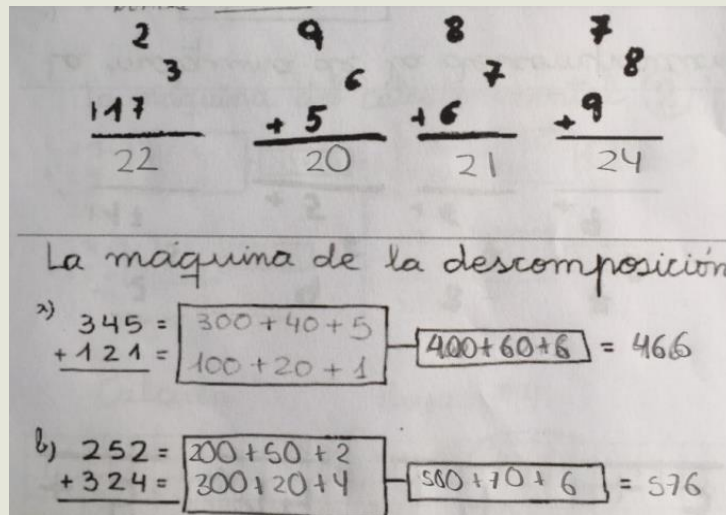 2 9 8 7
3 6 7 8
+17 + 5 + 6 + 9
22 20 21 24
La máquina de la descomposición
a) 345 = 300 + 40 + 5
+ 121 = 100 + 20 + 1 400 + 60 + 6 = 466
b) 252 = 200 + 50 + 2
+ 324 = 300 + 20 + 4 500 + 70 + 6 = 576